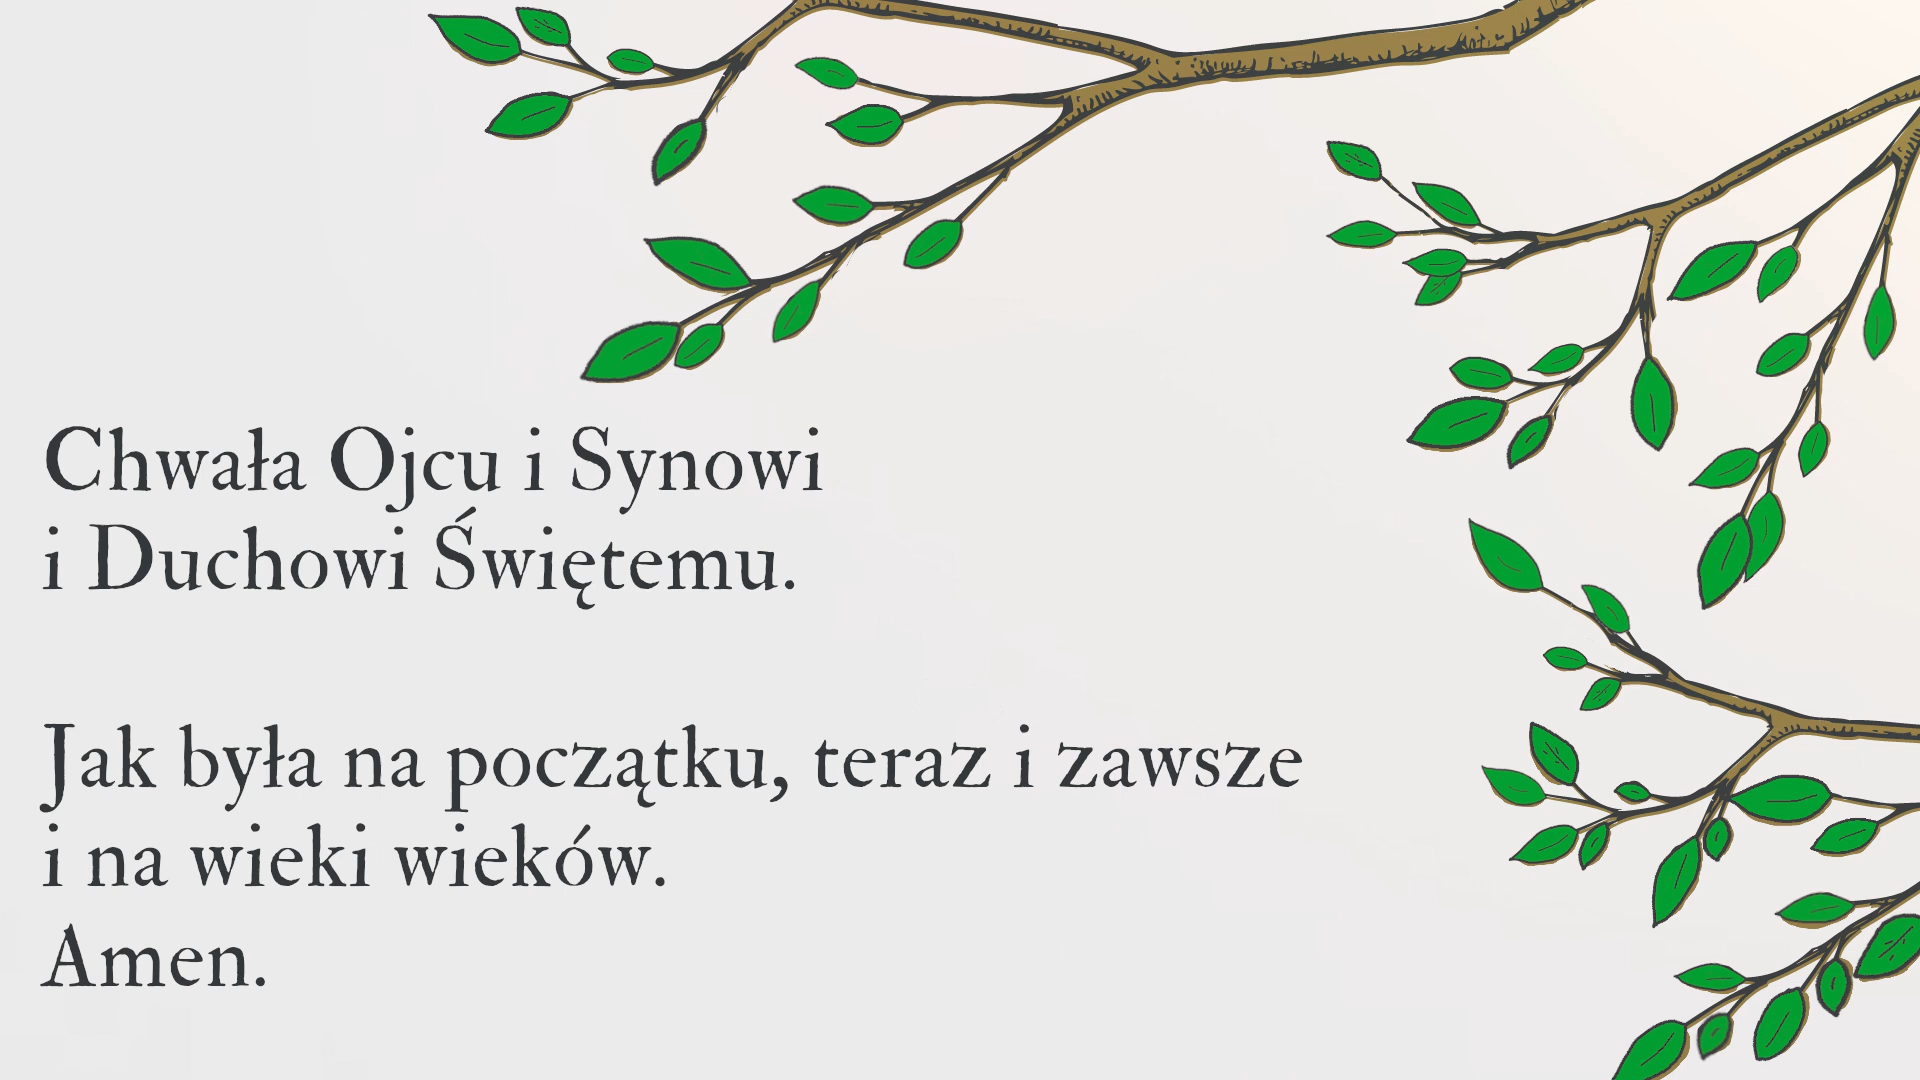 Chwała Ojcu i Synowi
i Duchowi Świętemu.
Jak była na początku, teraz i zawsze
i na wieki wieków.
Amen.